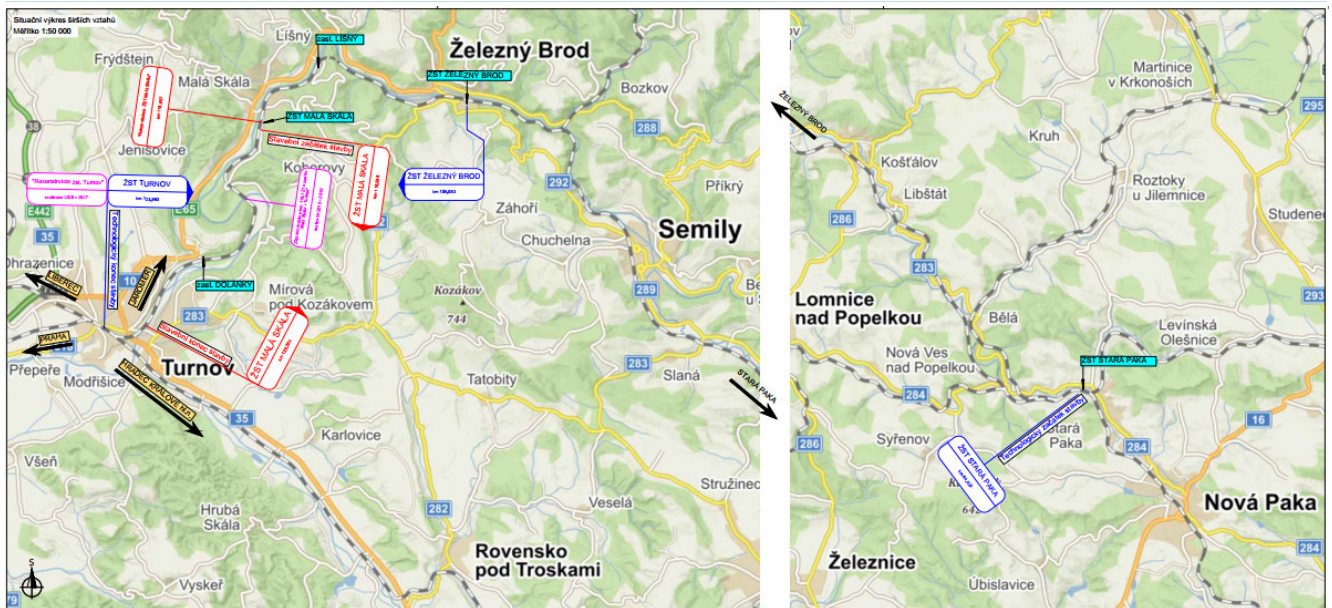 Situační výkres širších vztahů
Měřítko 1:50 000
Líšný
zast. LÍŠNÝ
Železný Brod
ŽST ŽELEZNÝ BROD
Frýdštejn
Malá Skála
ŽST MALÁ SKÁLA
Bozkov
288
38
Jenišovice
Stavební začátek stavby
Koberovy
ŽST MALÁ SKÁLA
ŽST ŽELEZNÝ BROD
292
Příkrý
"Rekonstrukce žst. Turnov"
ŽST TURNOV
E442
E65
35
Záhoří
Semily
Chuchelna
Technologický konec stavby
Ohrazenice
LIBEREC
10
JAROMĚŘ
zast. DOLÁNKY
Mírová
pod Kozákovem
Kozákov
744
289
283
Stavební konec stavby
ŽST MALÁ SKÁLA
PRAHA
Přepeře
Modřišice
Turnov
HRADEC KRÁLOVÉ hl.n.
283
Slaná
Tatobity
STARÁ PAKA
35
Karlovice
Všeň
Hrubá
Skála
282
Veselá
Stružinec
Rovensko
pod Troskami
Vyskeř
S
Martinice
v Krkonoších
295
ŽELEZNÝ BROD
Kruh
Košťálov
Libštát
Roztoky
u Jilemnice
286
Studenec
283
293
Lomnice
nad Popelkou
Bělá
Levínská
Olešnice
Nová Ves
nad Popelkou
ŽST STARÁ PAKA
284
16
286
Syřenov
Technologický začátek stavby
Stará
Paka
284
ŽST STARÁ PAKA
Nová Paka
Železnice
Úbislavice
284